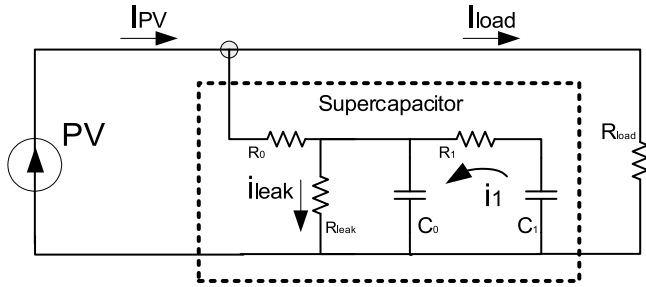 IPV
Iload
Supercapacitor
PV
R0
R1
Rload
ileak
i1
Rleak
C0
C1